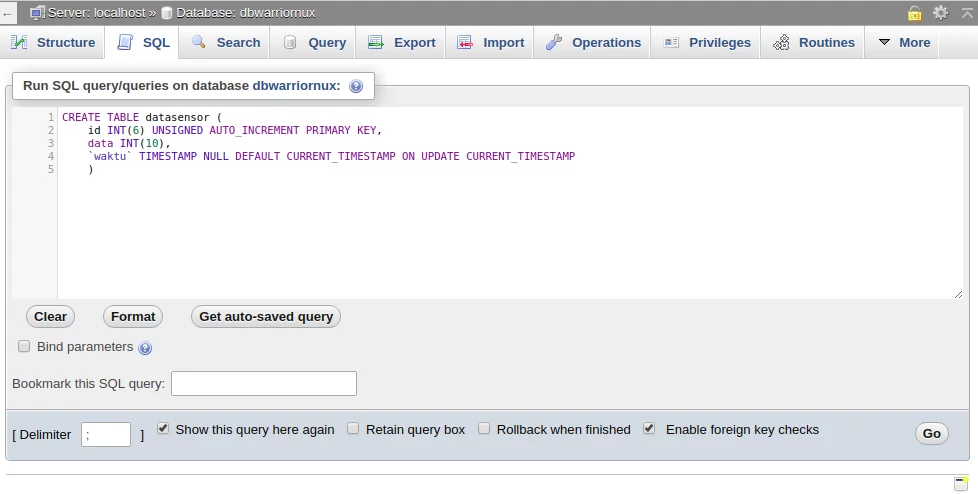 Server: localhost » Database: dbwarriornux
Structure SQL Search Query Export Import Operations Privileges Routines More
Run SQL query/queries on database dbwarriornux:
1 CREATE TABLE datasensor (
2 id INT(6) UNSIGNED AUTO_INCREMENT PRIMARY KEY,
3 data INT(10),
4 `waktu` TIMESTAMP NULL DEFAULT CURRENT_TIMESTAMP ON UPDATE CURRENT_TIMESTAMP
5 )
Clear Format Get auto-saved query
Bind parameters
Bookmark this SQL query:
[ Delimiter ; ] Show this query here again Retain query box Rollback when finished Enable foreign key checks Go